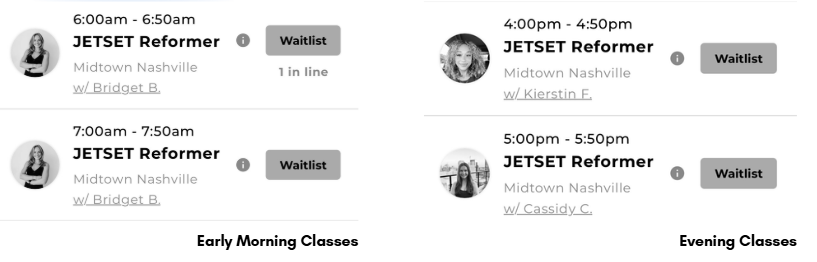 6:00am - 6:50am
JETSET Reformer
Waitlist
Midtown Nashville
1 in line
w/ Bridget B.
7:00am - 7:50am
JETSET Reformer
Waitlist
Midtown Nashville
w/ Bridget B.
Early Morning Classes
4:00pm - 4:50pm
JETSET Reformer
Waitlist
Midtown Nashville
w/ Kierstin F.
5:00pm - 5:50pm
JETSET Reformer
Waitlist
Midtown Nashville
w/ Cassidy C.
Evening Classes